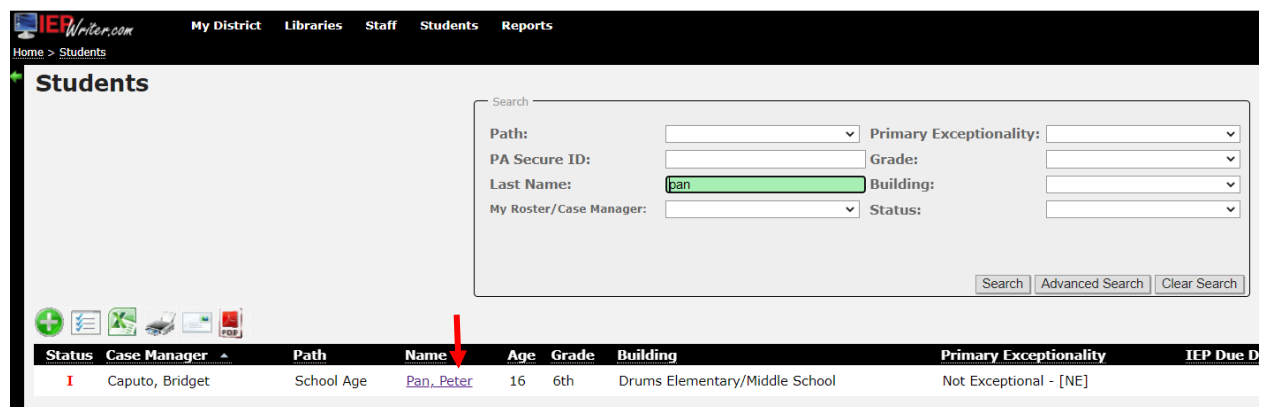 IEPWriter.com My District Libraries Staff Students Reports
Home > Students
Students
Search
Path: Primary Exceptionality:
PA Secure ID: Grade:
Last Name: pan Building:
My Roster/Case Manager: Status:
Search Advanced Search Clear Search
PDF
Status Case Manager Path Name Age Grade Building Primary Exceptionality IEP Due D
I Caputo, Bridget School Age Pan, Peter 16 6th Drums Elementary/Middle School Not Exceptional - [NE]